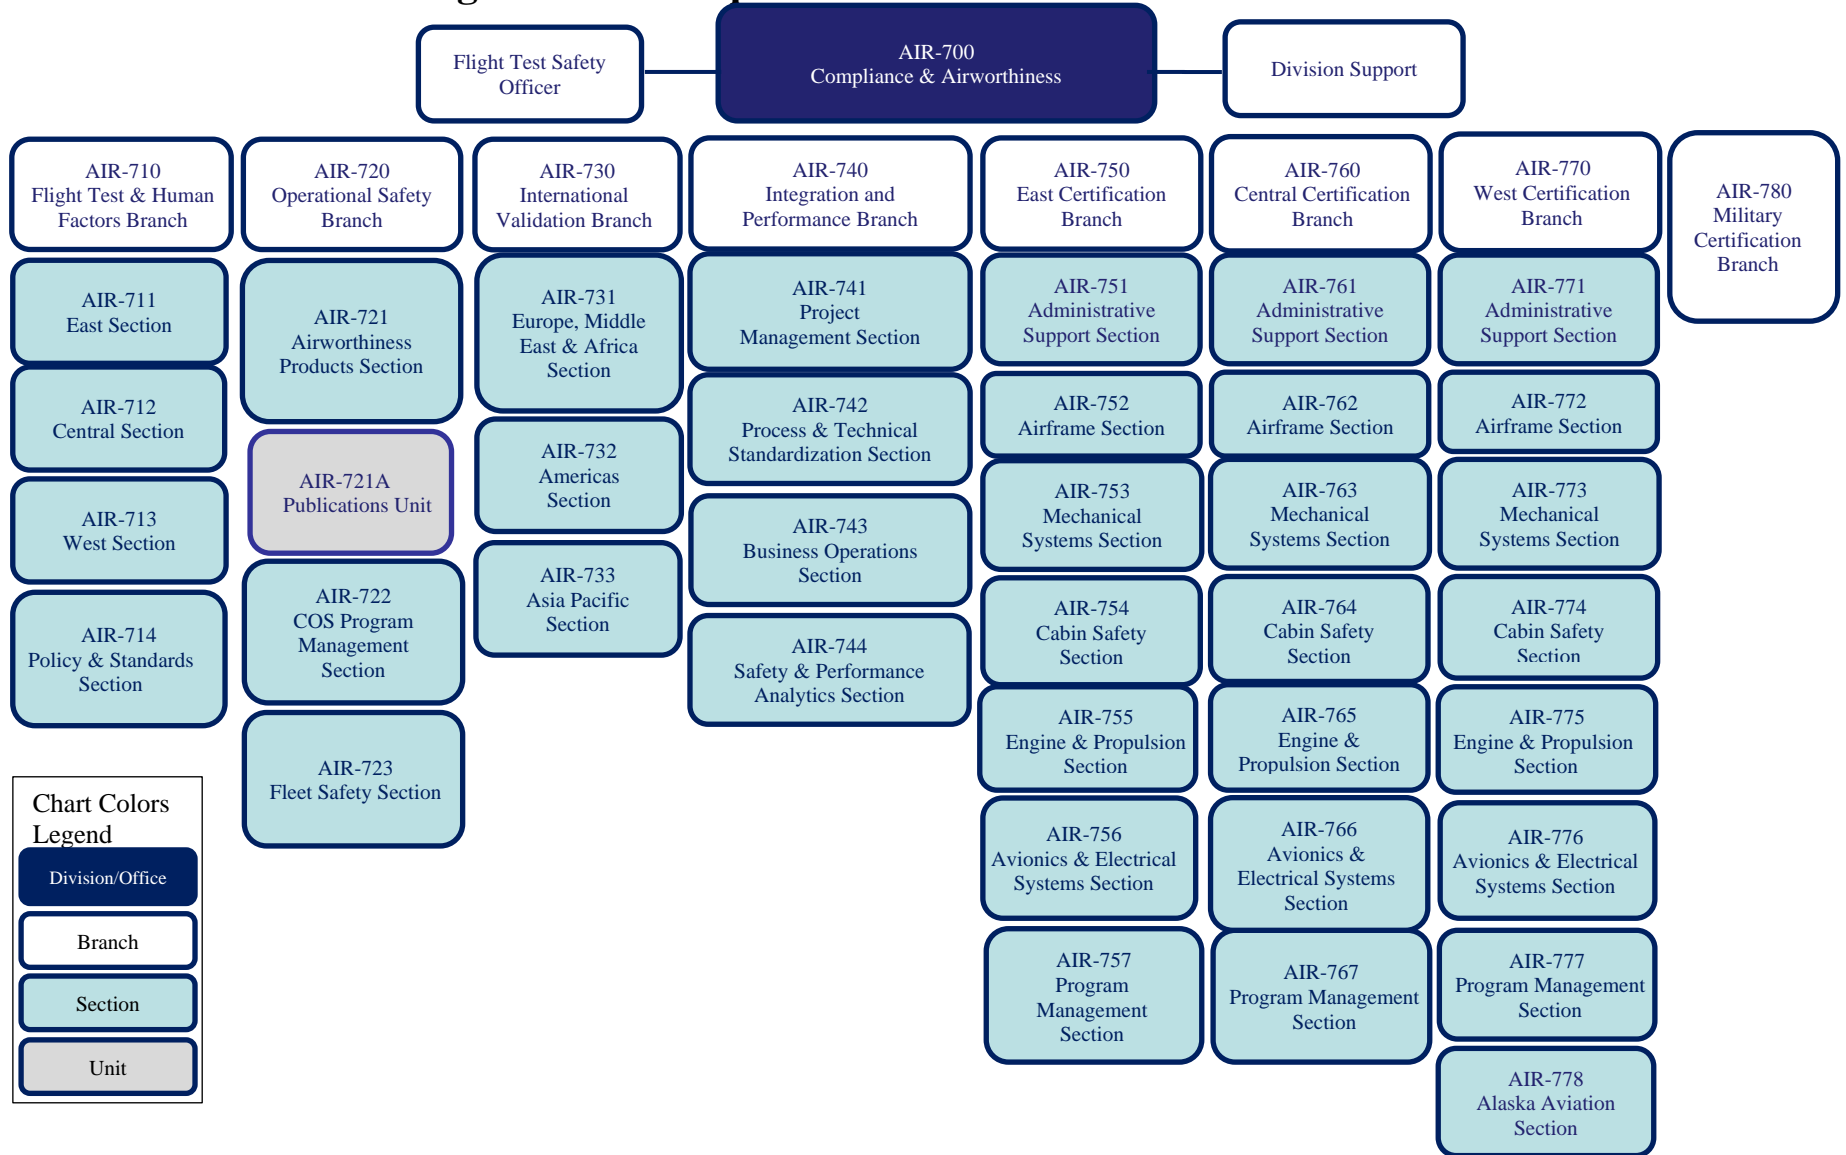 Flight Test Safety
Officer
AIR-700
Compliance & Airworthiness
Division Support
AIR-710
Flight Test & Human
Factors Branch
AIR-711
East Section
AIR-712
Central Section
AIR-713
West Section
AIR-714
Policy & Standards
Section
AIR-720
Operational Safety
Branch
AIR-721
Airworthiness
Products Section
AIR-721A
Publications Unit
AIR-722
COS Program
Management
Section
AIR-723
Fleet Safety Section
AIR-730
International
Validation Branch
AIR-731
Europe, Middle
East & Africa
Section
AIR-732
Americas
Section
AIR-733
Asia Pacific
Section
AIR-740
Integration and
Performance Branch
AIR-741
Project
Management Section
AIR-742
Process & Technical
Standardization Section
AIR-743
Business Operations
Section
AIR-744
Safety & Performance
Analytics Section
AIR-750
East Certification
Branch
AIR-751
Administrative
Support Section
AIR-752
Airframe Section
AIR-753
Mechanical
Systems Section
AIR-754
Cabin Safety
Section
AIR-755
Engine & Propulsion
Section
AIR-756
Avionics & Electrical
Systems Section
AIR-757
Program
Management
Section
AIR-760
Central Certification
Branch
AIR-761
Administrative
Support Section
AIR-762
Airframe Section
AIR-763
Mechanical
Systems Section
AIR-764
Cabin Safety
Section
AIR-765
Engine &
Propulsion Section
AIR-766
Avionics &
Electrical Systems
Section
AIR-767
Program Management
Section
AIR-770
West Certification
Branch
AIR-771
Administrative
Support Section
AIR-772
Airframe Section
AIR-773
Mechanical
Systems Section
AIR-774
Cabin Safety
Section
AIR-775
Engine & Propulsion
Section
AIR-776
Avionics & Electrical
Systems Section
AIR-777
Program Management
Section
AIR-778
Alaska Aviation
Section
AIR-780
Military
Certification
Branch
Chart Colors
Legend
Division/Office
Branch
Section
Unit